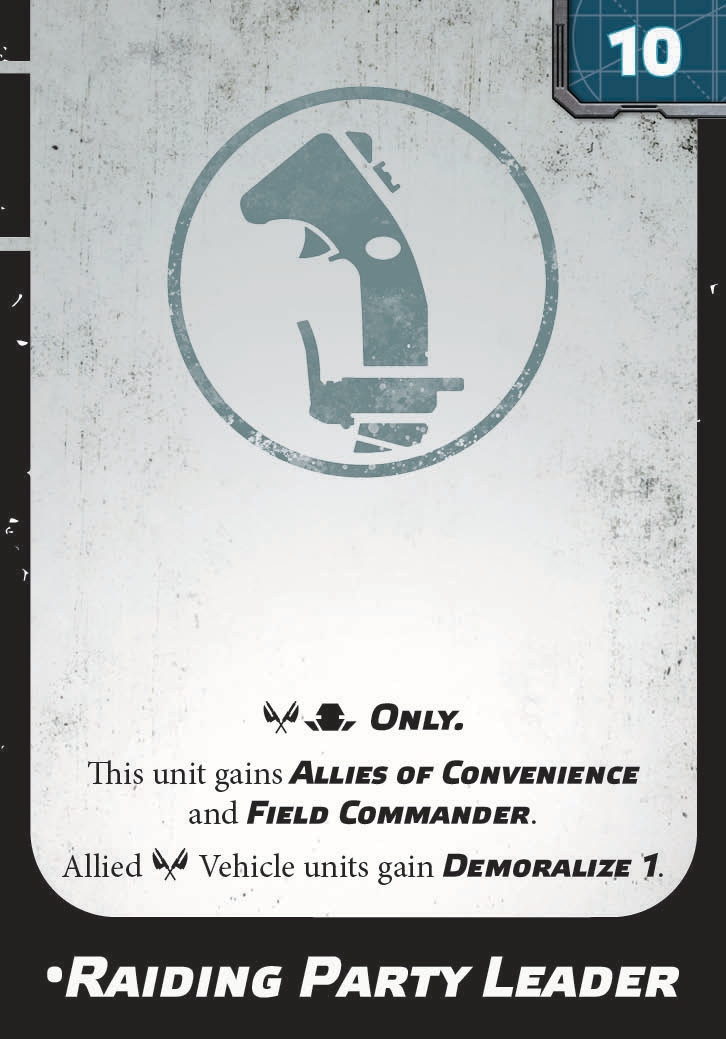 10
Only.
This unit gains Allies of Convenience
and Field Commander.
Allied Vehicle units gain Demoralize 1.
•Raiding Party Leader